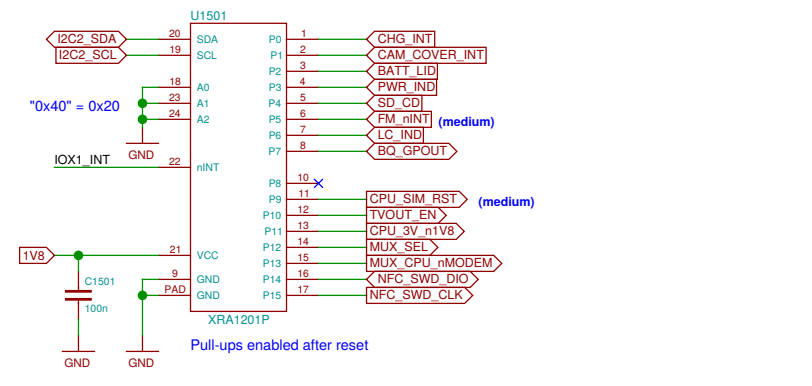 U1501
I2C2_SDA 20 SDA P0 1 CHG_INT
I2C2_SCL 19 SCL P1 2 CAM_COVER_INT
P2 3 BATT_LID
18 A0 P3 4 PWR_IND
"0x40" = 0x20 23 A1 P4 5 SD_CD
24 A2 P5 6 FM_nINT (medium)
P6 7 LC_IND
GND P7 8 BQ_GPOUT
IOX1_INT 22 nINT
P8 10
P9 11 CPU_SIM_RST (medium)
P10 12 TVOUT_EN
P11 13 CPU_3V_n1V8
P12 14 MUX_SEL
1V8 21 VCC P13 15 MUX_CPU_nMODEM
C1501 9 GND P14 16 NFC_SWD_DIO
100n PAD GND P15 17 NFC_SWD_CLK
XRA1201P
Pull-ups enabled after reset
GND GND